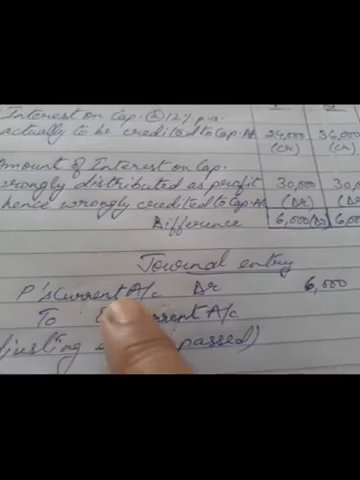 Interest on Cap. @ 12% p.a.
actually to be credited to Cap. A/c 24,000 36,000
(Cr) (Cr)
Amount of Interest on Cap.
wrongly distributed as profit 30,000 30,0
hence wrongly credited to Cap. A/c (Dr) (D
Difference 6,000(Dr) 6,00
Journal entry
P's Current A/c Dr 6,000
To Current A/c
passed)